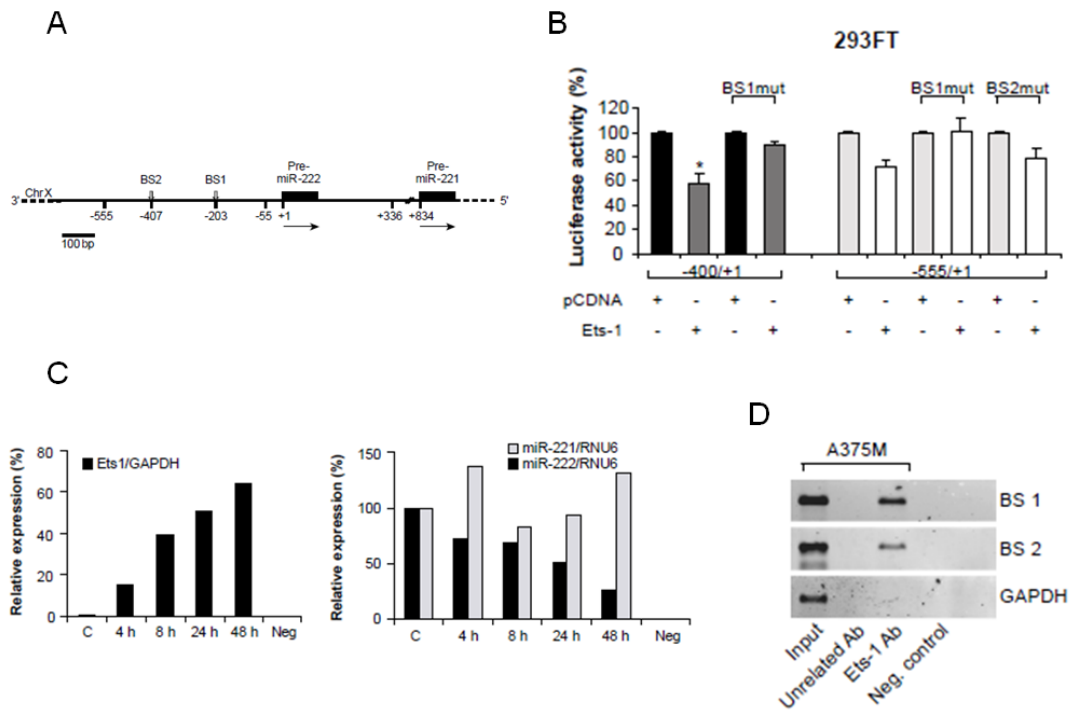 A
3' Chr X BS2 BS1 Pre-miR-222 Pre-miR-221 5'
-555 -407 -203 -55 +1 +336 +834
100 bp
B
293FT
Luciferase activity (%)
BS1mut BS1mut BS2mut
120
100
80
60
40
20
0
*
-400/+1 -555/+1
pCDNA + - + - + - + - + -
Ets-1 - + - + - + - + - +
C
Relative expression (%)
Ets1/GAPDH
80
60
40
20
0
C 4 h 8 h 24 h 48 h Neg
Relative expression (%)
miR-221/RNU6
miR-222/RNU6
150
100
50
0
C 4 h 8 h 24 h 48 h Neg
D
A375M
BS 1
BS 2
GAPDH
Input
Unrelated Ab
Ets-1 Ab
Neg. control